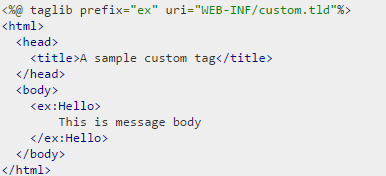 <%@ taglib prefix="ex" uri="WEB-INF/custom.tld"%>
<html>
  <head>
    <title>A sample custom tag</title>
  </head>
  <body>
    <ex:Hello>
        This is message body
    </ex:Hello>
  </body>
</html>